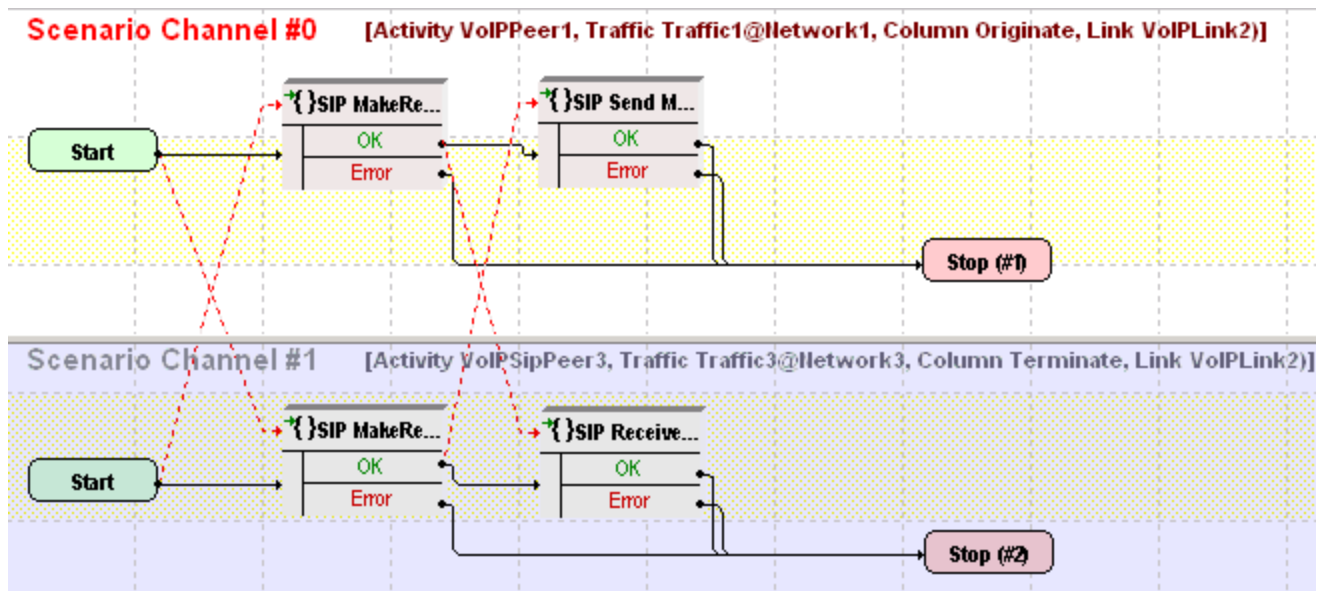 Scenario Channel #0 [Activity VoIPPeer1, Traffic Traffic1@Network1, Column Originate, Link VoIPLink2)]
{}SIP MakeRe... {}SIP Send M...
OK OK
Start
Error Error
Stop (#1)
Scenario Channel #1 [Activity VoIPSipPeer3, Traffic Traffic3@Network3, Column Terminate, Link VoIPLink2)]
{}SIP MakeRe... {}SIP Receive...
OK OK
Start
Error Error
Stop (#2)